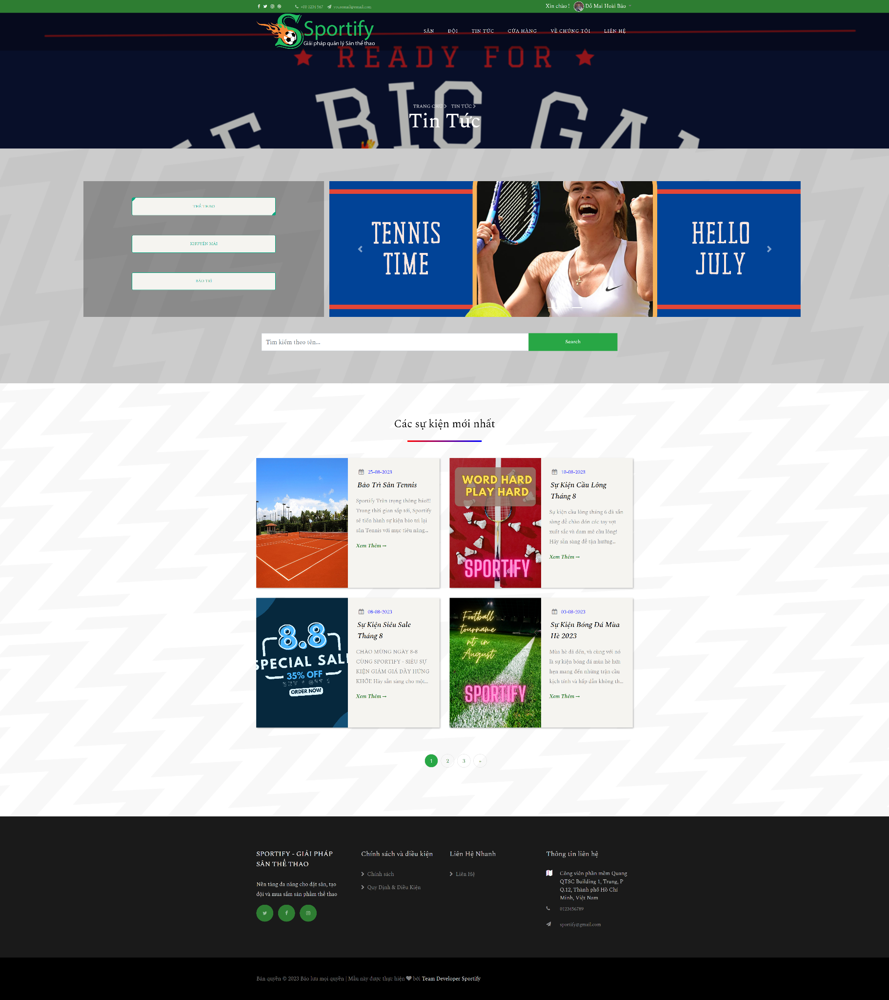 +00 1234 567 youremail@email.com
Xin chào ! Đỗ Mai Hoài Bão
Sportify
Giải pháp quản lý Sân thể thao
SÂN ĐỘI TIN TỨC CỬA HÀNG VỀ CHÚNG TÔI LIÊN HỆ
READY FOR
BIG
TRANG CHỦ TIN TỨC
Tin Tức
THỂ THAO
KHUYẾN MÃI
BẢO TRÌ
TENNIS
TIME
HELLO
JULY
Tìm kiếm theo tên...
Search
Các sự kiện mới nhất
25-08-2023
Bảo Trì Sân Tennis
Sportify Trân trọng thông báo!!!
Trong thời gian sắp tới, Sportify
sẽ tiến hành sự kiện bảo trì lại
sân Tennis với mục tiêu nâng...
Xem Thêm
WORD HARD
PLAY HARD
SPORTIFY
10-08-2023
Sự Kiện Cầu Lông
Tháng 8
Sự kiện cầu lông tháng 6 đã sẵn
sàng để chào đón các tay vợt
xuất sắc và đam mê cầu lông!
Hãy sẵn sàng để tận hưởng...
Xem Thêm
8.8
SPECIAL SAL
35% OFF
BUY 1 GET 1
ORDER NOW
08-08-2023
Sự Kiện Siêu Sale
Tháng 8
CHÀO MỪNG NGÀY 8-8
CÙNG SPORTIFY - SIÊU SỰ
KIỆN GIẢM GIÁ ĐẦY HỨNG
KHỞI! Hãy sẵn sàng cho một...
Xem Thêm
Football
tourname
nt in
August
SPORTIFY
03-08-2023
Sự Kiện Bóng Đá Mùa
Hè 2023
Mùa hè đã đến, và cùng với nó
là sự kiện bóng đá mùa hè hứa
hẹn mang đến những trận cầu
kịch tính và hấp dẫn không th...
Xem Thêm
1 2 3 »
SPORTIFY - GIẢI PHÁP
SÂN THỂ THAO
Nền tảng đa năng cho đặt sân, tạo
đội và mua sắm sản phẩm thể thao
Chính sách và điều kiện
Chính sách
Quy Định & Điều Kiện
Liên Hệ Nhanh
Liên Hệ
Thông tin liên hệ
Công viên phần mềm Quang
QTSC Building 1, Trung, P
Q.12, Thành phố Hồ Chí
Minh, Việt Nam
0123456789
sportify@gmail.com
Bản quyền © 2023 Bảo lưu mọi quyền | Mẫu này được thực hiện bởi Team Developer Sportify